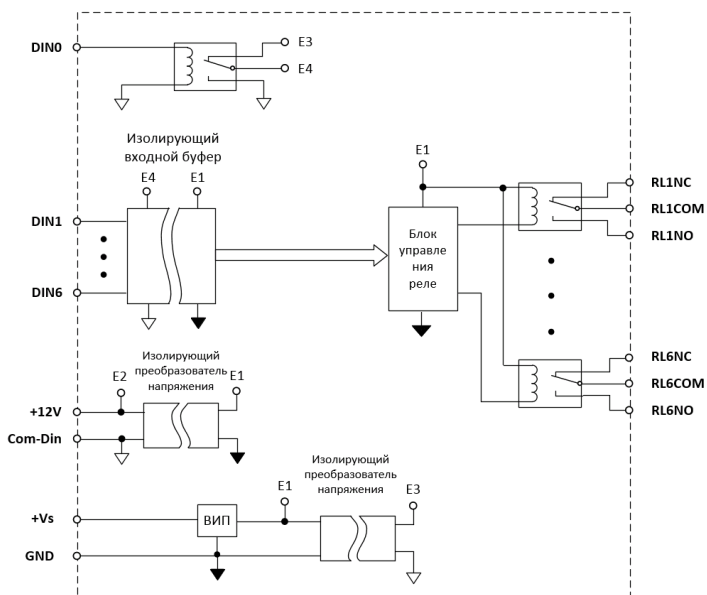 DIN0
E3
E4
Изолирующий
входной буфер
E4
E1
DIN1
DIN6
E1
Блок
управле
ния
реле
RL1NC
RL1COM
RL1NO
RL6NC
RL6COM
RL6NO
Изолирующий
преобразователь
напряжения
E2
E1
+12V
Com-Din
Изолирующий
преобразователь
напряжения
E1
E3
+Vs
ВИП
GND